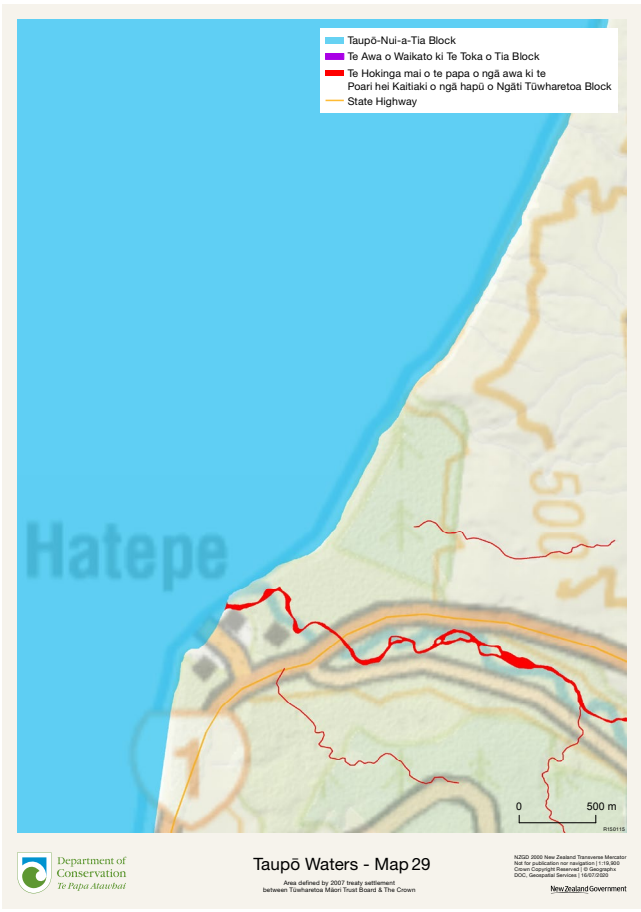 Taupō-Nui-a-Tia Block
Te Awa o Waikato ki Te Toka o Tia Block
Te Hokinga mai o te papa o ngā awa ki te
Poari hei Kaitiaki o ngā hapū o Ngāti Tūwharetoa Block
State Highway
500
Hatepe
1
0 500 m
R150115
Department of
Conservation
Te Papa Atawhai
Taupō Waters - Map 29
Area defined by 2007 treaty settlement
between Tūwharetoa Māori Trust Board & The Crown
NZGD 2000 New Zealand Transverse Mercator
Not for publication nor navigation | 1:19,900
Crown Copyright Reserved | © Geographx
DOC, Geospatial Services | 16/07/2020
New Zealand Government